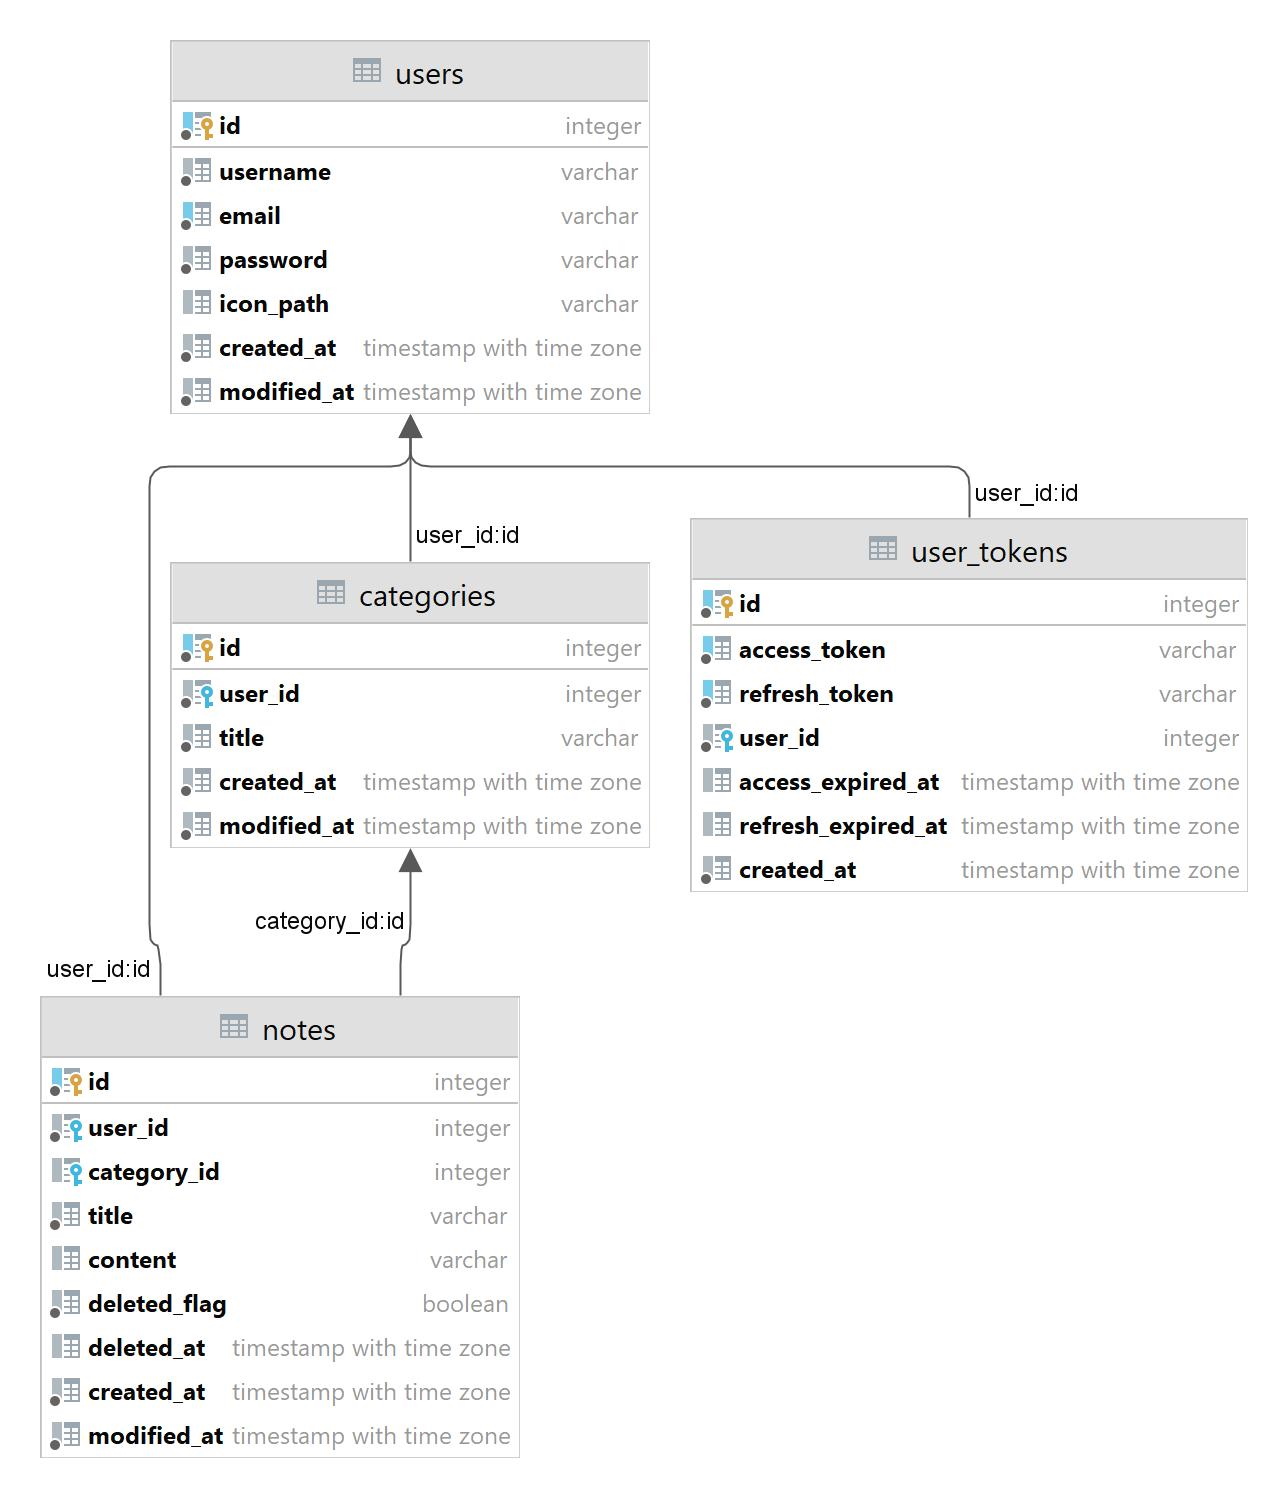 users
id integer
username varchar
email varchar
password varchar
icon_path varchar
created_at timestamp with time zone
modified_at timestamp with time zone
user_id:id
user_id:id
categories
id integer
user_id integer
title varchar
created_at timestamp with time zone
modified_at timestamp with time zone
user_tokens
id integer
access_token varchar
refresh_token varchar
user_id integer
access_expired_at timestamp with time zone
refresh_expired_at timestamp with time zone
created_at timestamp with time zone
category_id:id
user_id:id
notes
id integer
user_id integer
category_id integer
title varchar
content varchar
deleted_flag boolean
deleted_at timestamp with time zone
created_at timestamp with time zone
modified_at timestamp with time zone